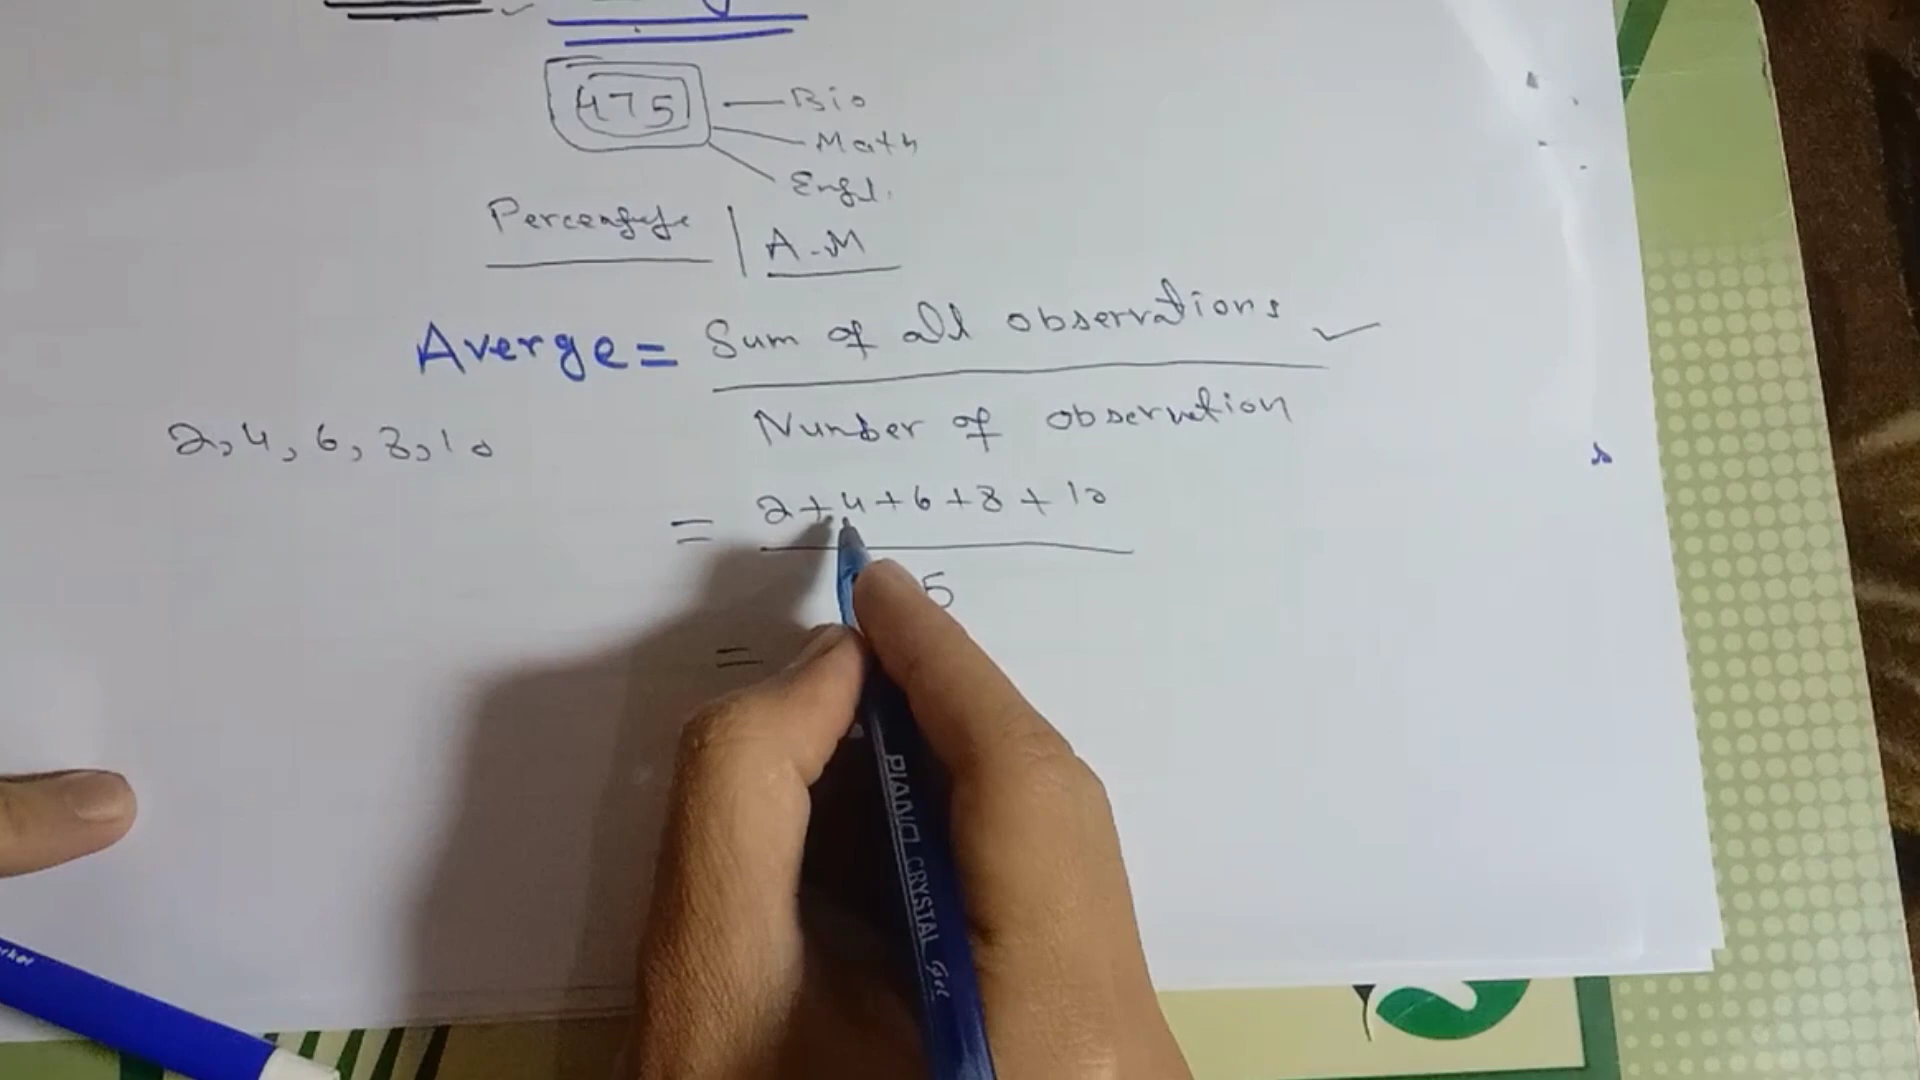 475
Bio
Math
Engl.
Percentage | A.M
Averge = Sum of all observations
Number of observation
2, 4, 6, 8, 10
= 2+4+6+8+10
5
=
PIANO CRYSTAL Gel